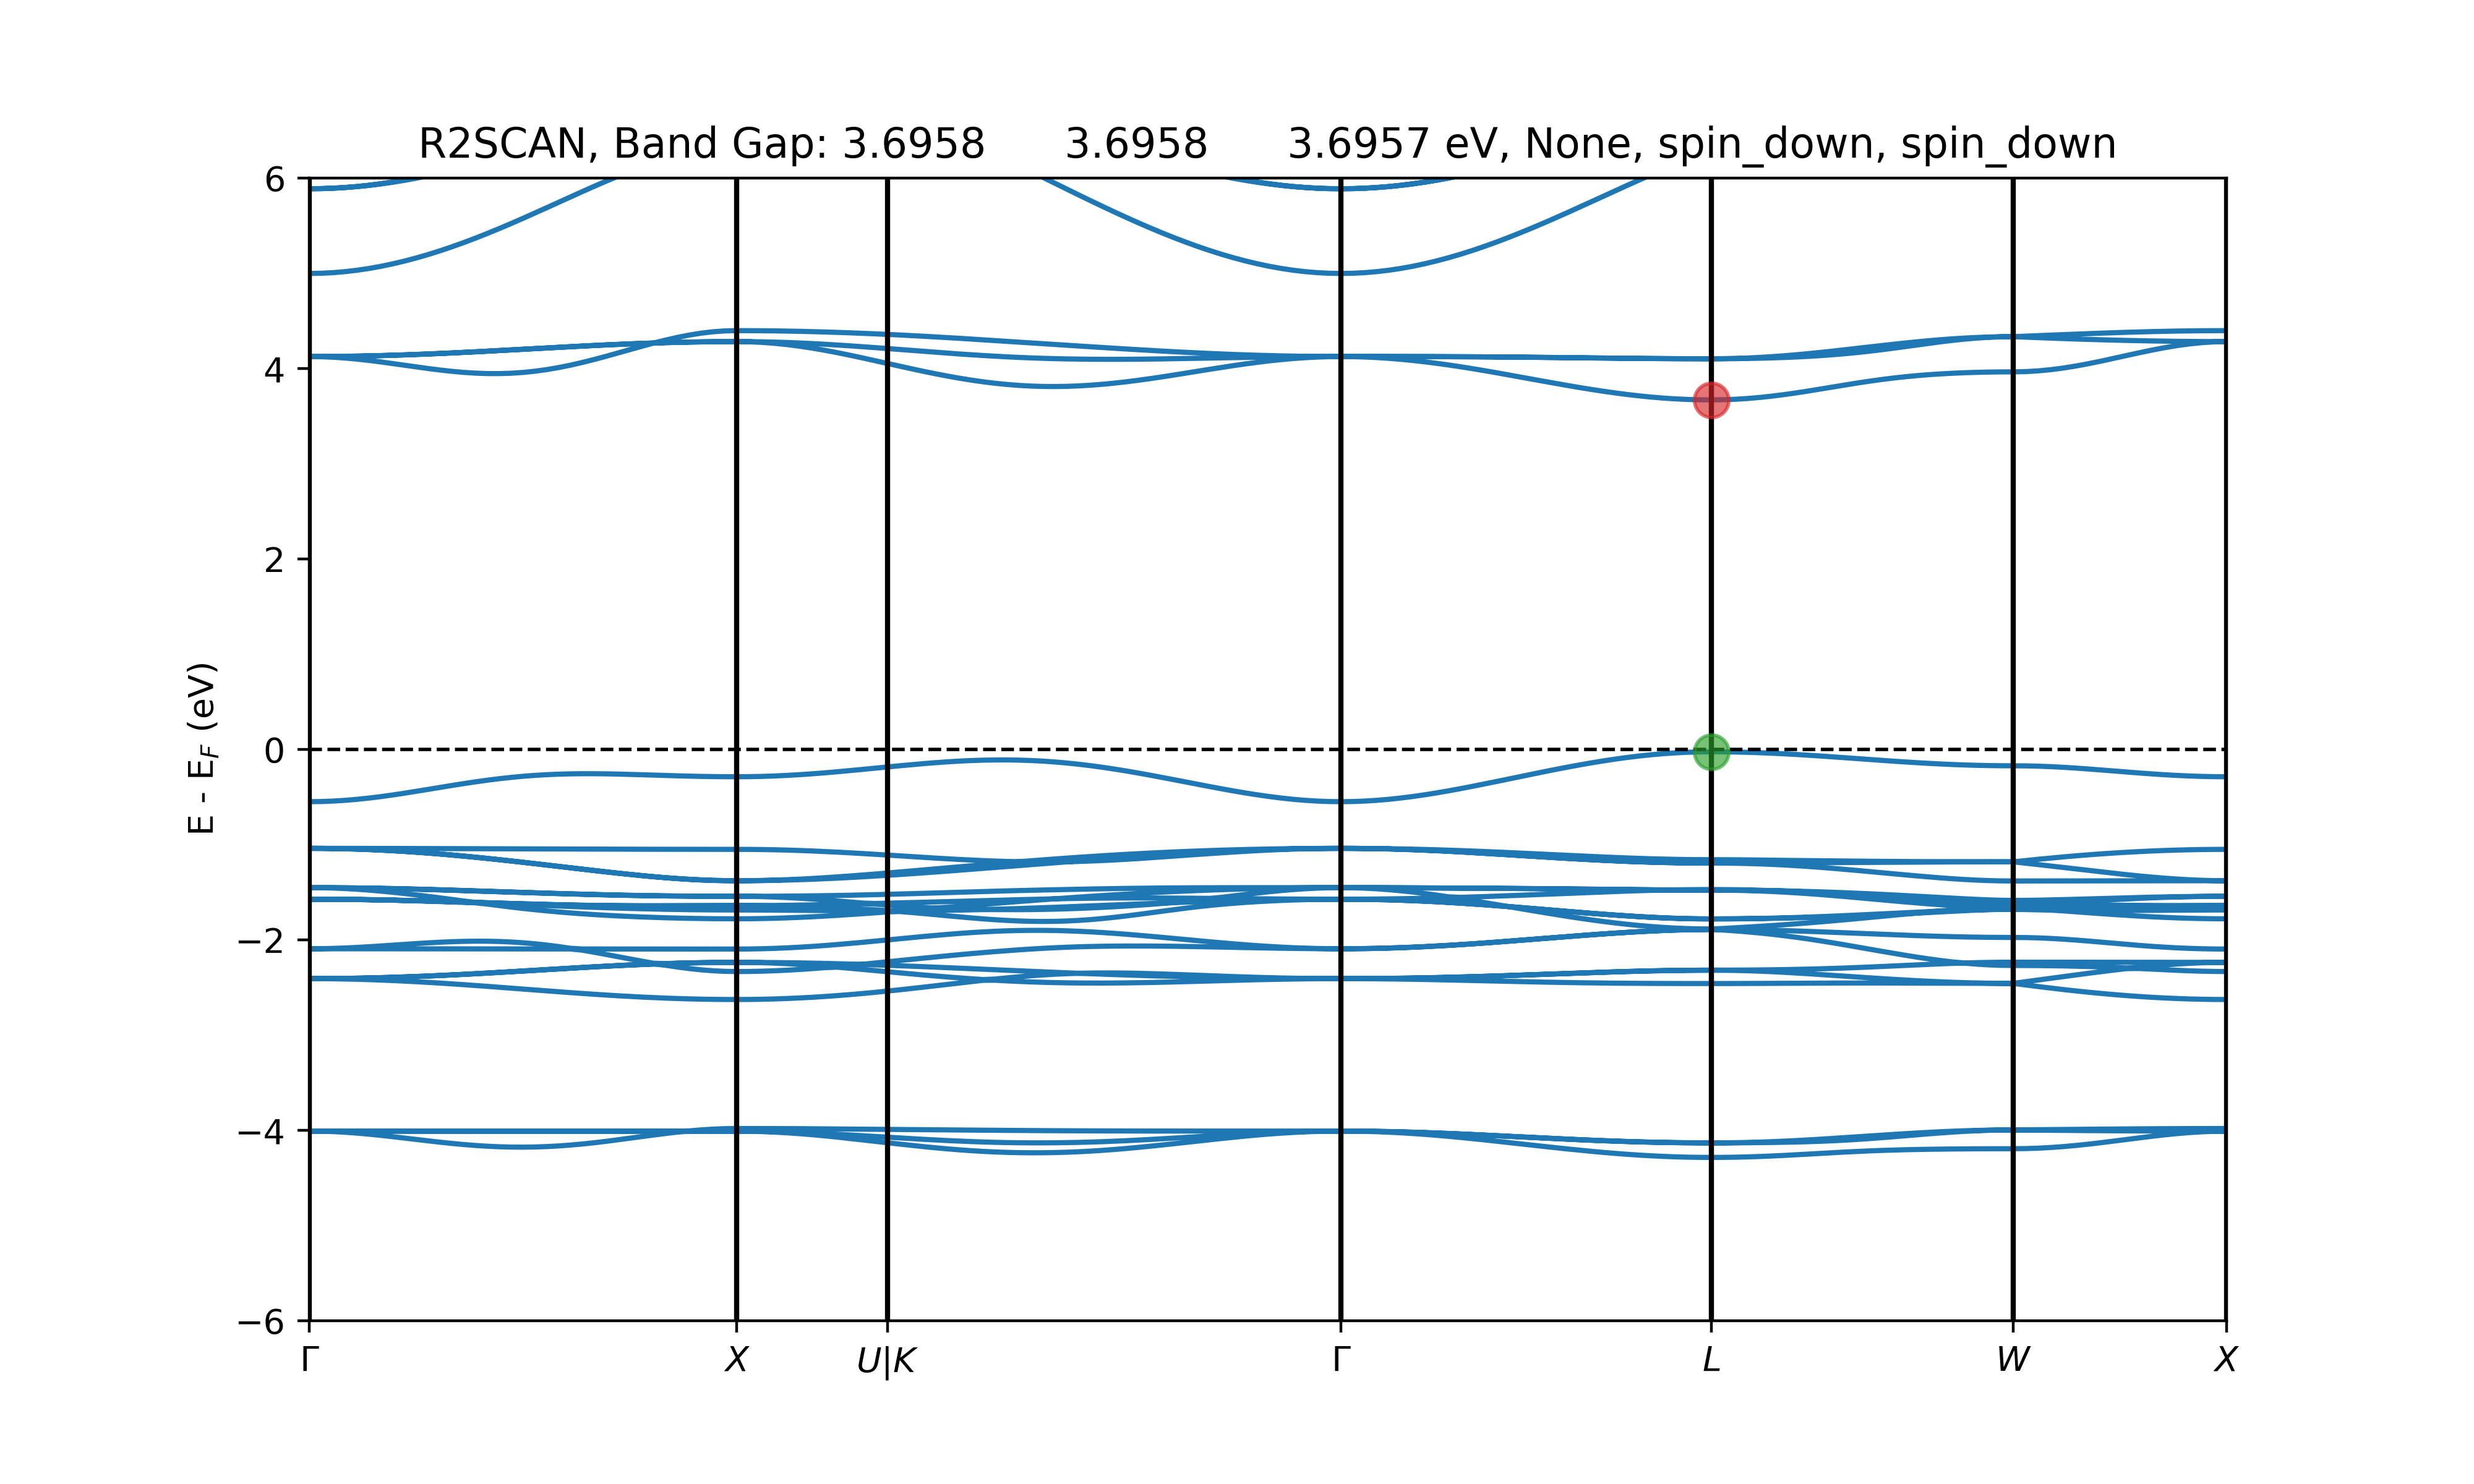 R2SCAN, Band Gap: 3.6958 3.6958 3.6957 eV, None, spin_down, spin_down
6
4
2
0
−2
−4
−6
E - E_F (eV)
Γ X U|K Γ L W X